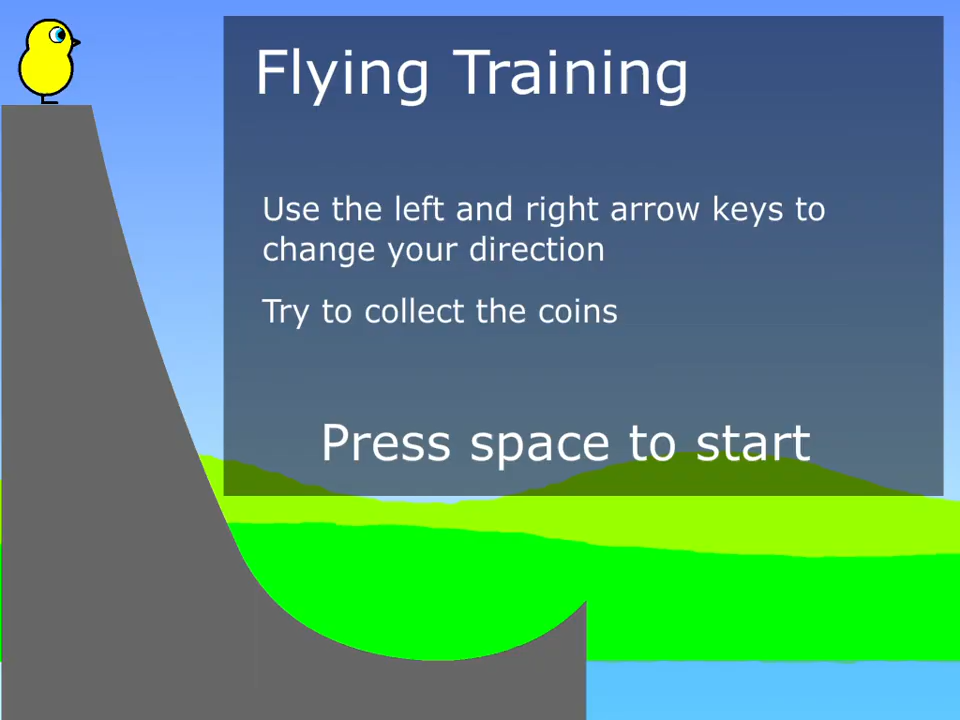 Flying Training
Use the left and right arrow keys to
change your direction
Try to collect the coins
Press space to start